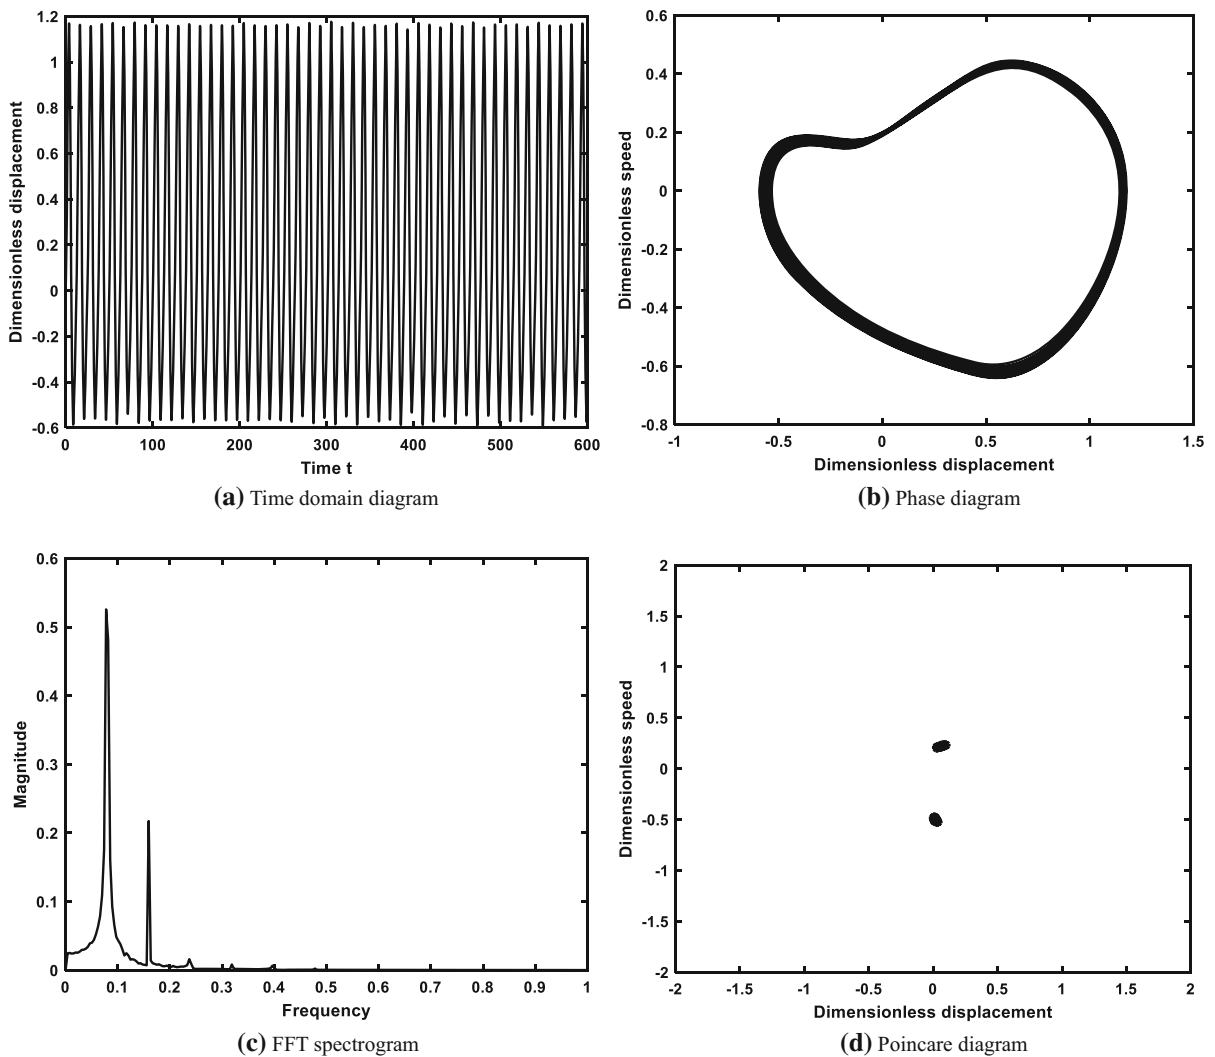 1.2
1
0.8
0.6
0.4
0.2
0
-0.2
-0.4
-0.6
Dimensionless displacement
0 100 200 300 400 500 600
Time t
(a) Time domain diagram
0.6
0.4
0.2
0
-0.2
-0.4
-0.6
-0.8
Dimensionless speed
-1 -0.5 0 0.5 1 1.5
Dimensionless displacement
(b) Phase diagram
0.6
0.5
0.4
0.3
0.2
0.1
0
Magnitude
0 0.1 0.2 0.3 0.4 0.5 0.6 0.7 0.8 0.9 1
Frequency
(c) FFT spectrogram
2
1.5
1
0.5
0
-0.5
-1
-1.5
-2
Dimensionless speed
-2 -1.5 -1 -0.5 0 0.5 1 1.5 2
Dimensionless displacement
(d) Poincare diagram